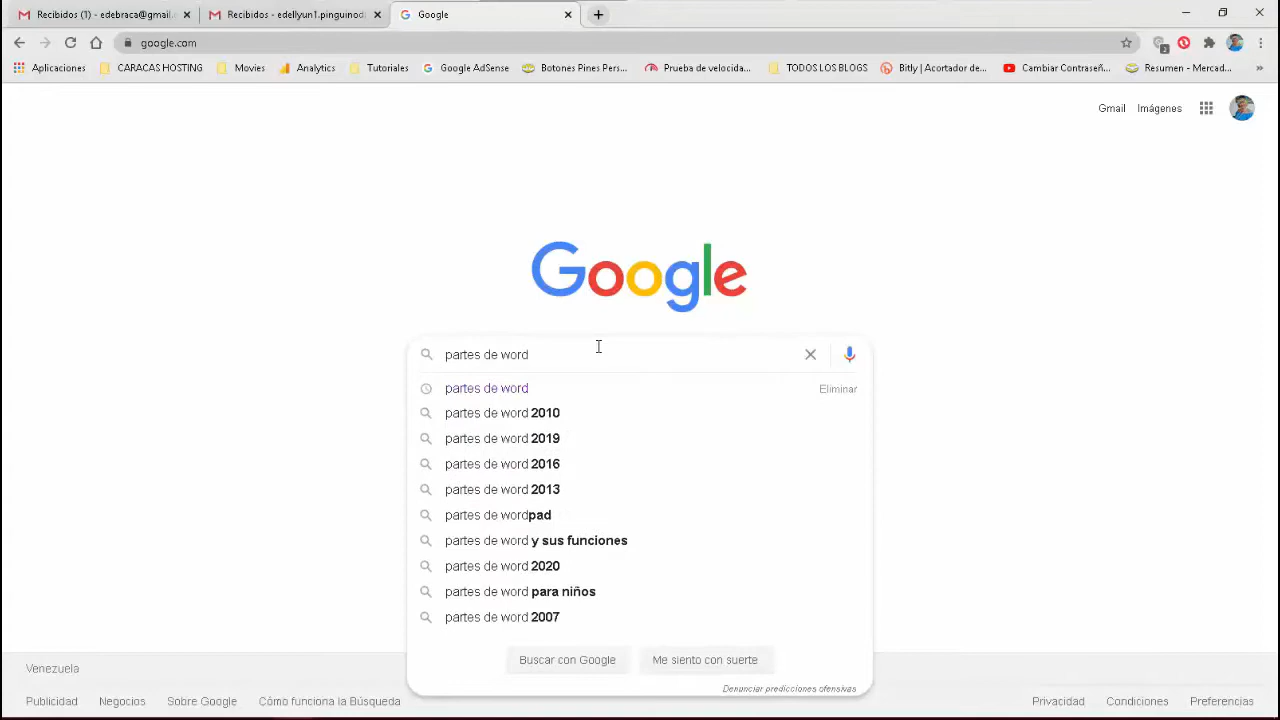 Recibidos (1) - edebraca@gmail.
Recibidos - edellyun1.pinguinod
Google
google.com
2
Aplicaciones
CARACAS HOSTING
Movies
Analytics
Tutoriales
Google AdSense
Botones Pines Pers...
Prueba de velocida...
TODOS LOS BLOGS
Bitly | Acortador de...
Cambiar Contraseñ...
Resumen - Mercad...
»
Gmail
Imágenes
Google
partes de word
partes de word
Eliminar
partes de word 2010
partes de word 2019
partes de word 2016
partes de word 2013
partes de wordpad
partes de word y sus funciones
partes de word 2020
partes de word para niños
partes de word 2007
Buscar con Google
Me siento con suerte
Denunciar predicciones ofensivas
Venezuela
Publicidad
Negocios
Sobre Google
Cómo funciona la Búsqueda
Privacidad
Condiciones
Preferencias